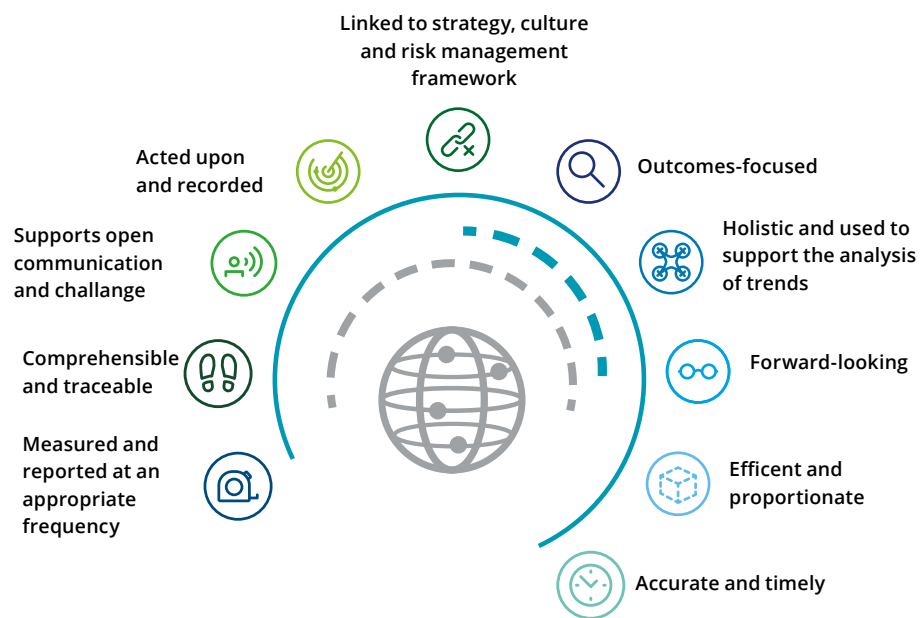 Linked to strategy, culture
and risk management
framework
Acted upon
and recorded
Outcomes-focused
Supports open
communication
and challange
Holistic and used to
support the analysis
of trends
Comprehensible
and traceable
Forward-looking
Measured and
reported at an
appropriate
frequency
Efficent and
proportionate
Accurate and timely